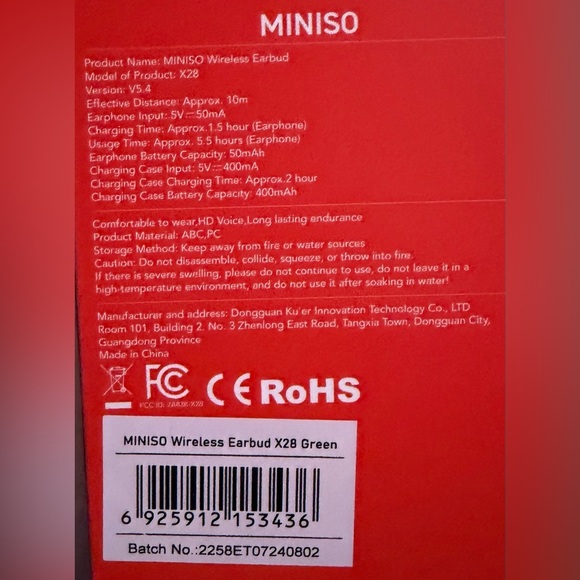 MINISO
Product Name: MINISO Wireless Earbud
Model of Product: X28
Version: V5.4
Effective Distance: Approx. 10m
Earphone Input: 5V⎓50mA
Charging Time: Approx.1.5 hour (Earphone)
Usage Time: Approx. 5.5 hours (Earphone)
Earphone Battery Capacity: 50mAh
Charging Case Input: 5V⎓400mA
Charging Case Charging Time: Approx.2 hour
Charging Case Battery Capacity: 400mAh
Comfortable to wear,HD Voice,Long lasting endurance
Product Material: ABC,PC
Storage Method: Keep away from fire or water sources
Caution: Do not disassemble, collide, squeeze, or throw into fire.
If there is severe swelling, please do not continue to use, do not leave it in a
high-temperature environment, and do not use it after soaking in water!
Manufacturer and address: Dongguan Ku'er Innovation Technology Co., LTD
Room 101, Building 2. No. 3 Zhenlong East Road, Tangxia Town, Dongguan City,
Guangdong Province
Made in China
FC CE RoHS
FCC ID:
MINISO Wireless Earbud X28 Green
6 925912 153436
Batch No.:2258ET07240802